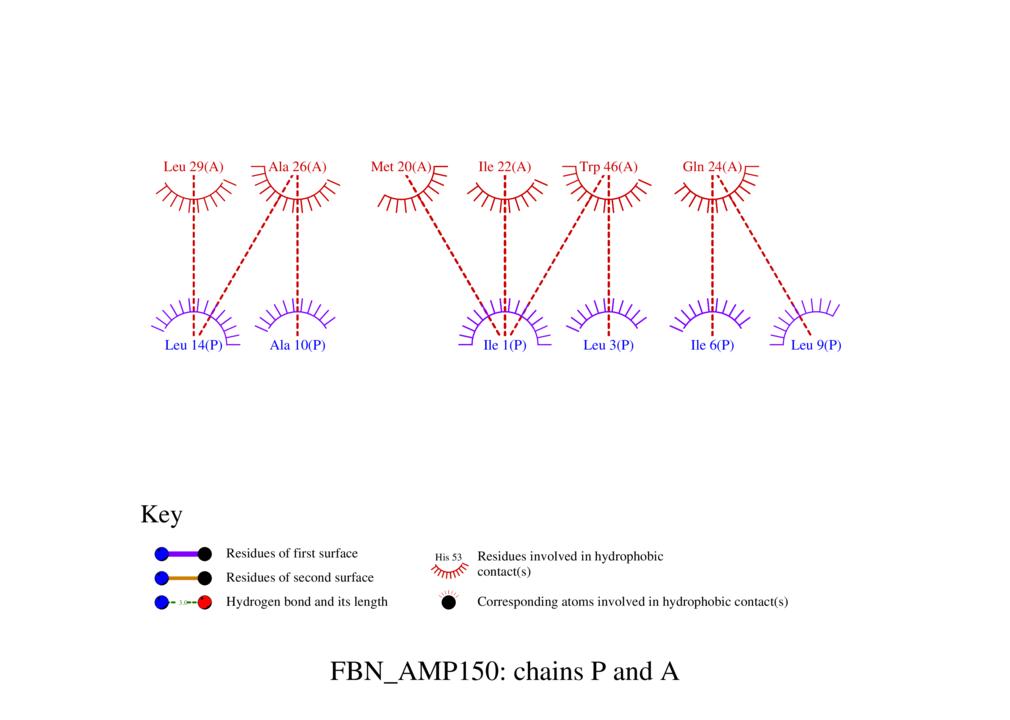 Leu 29(A) Ala 26(A) Met 20(A) Ile 22(A) Trp 46(A) Gln 24(A)
Leu 14(P) Ala 10(P) Ile 1(P) Leu 3(P) Ile 6(P) Leu 9(P)
Key
Residues of first surface
Residues of second surface
3.0
Hydrogen bond and its length
His 53
Residues involved in hydrophobic
contact(s)
Corresponding atoms involved in hydrophobic contact(s)
FBN_AMP150: chains P and A